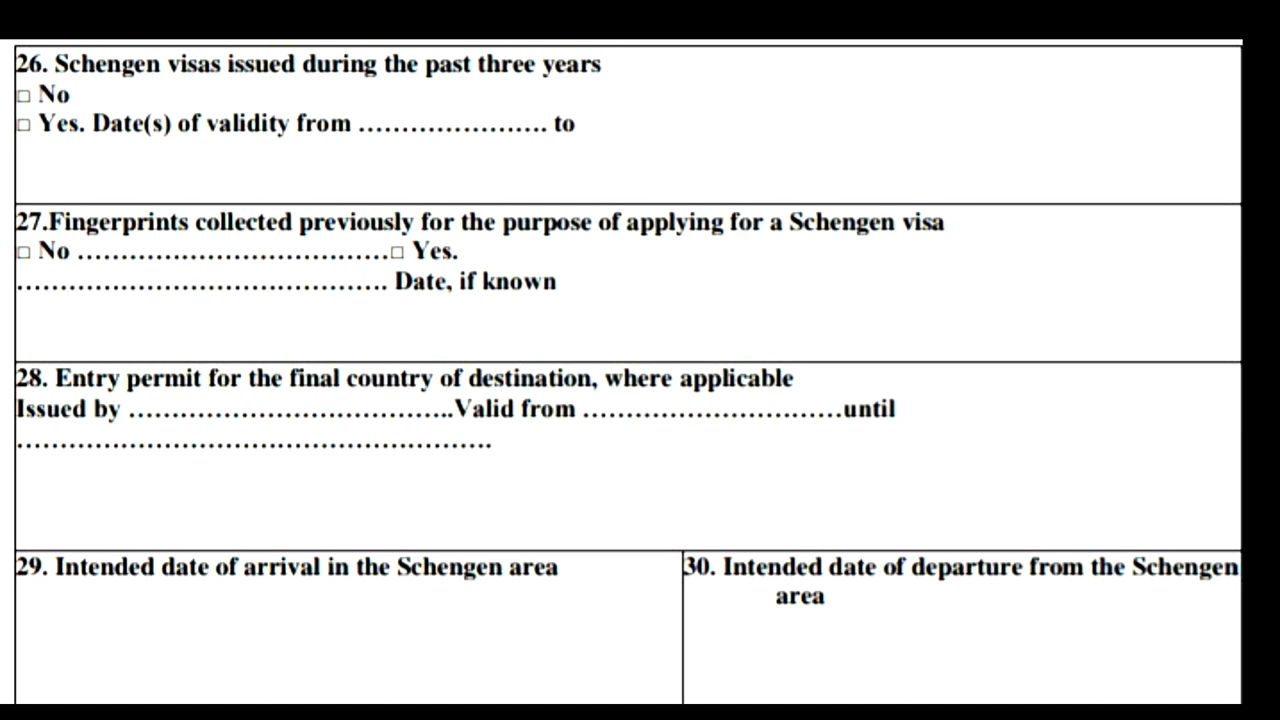 26. Schengen visas issued during the past three years
□ No
□ Yes. Date(s) of validity from …………………. to
27.Fingerprints collected previously for the purpose of applying for a Schengen visa
□ No ………………………………□ Yes.
……………………………………. Date, if known
28. Entry permit for the final country of destination, where applicable
Issued by ………………………………..Valid from …………………………until
……………………………………………….
29. Intended date of arrival in the Schengen area
30. Intended date of departure from the Schengen
area